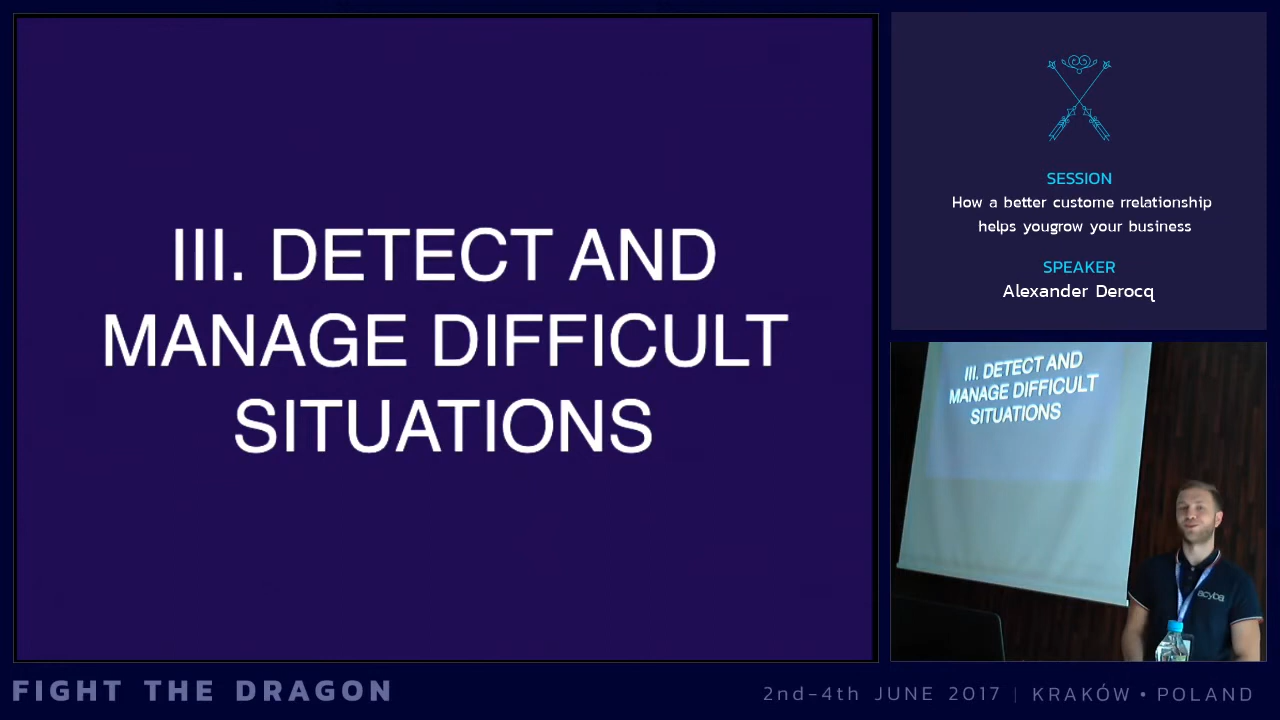 III. DETECT AND
MANAGE DIFFICULT
SITUATIONS
SESSION
How a better custome rrelationship
helps yougrow your business
SPEAKER
Alexander Derocq
III. DETECT AND
MANAGE DIFFICULT
SITUATIONS
acyba
FIGHT THE DRAGON
2nd-4th JUNE 2017 | KRAKÓW • POLAND